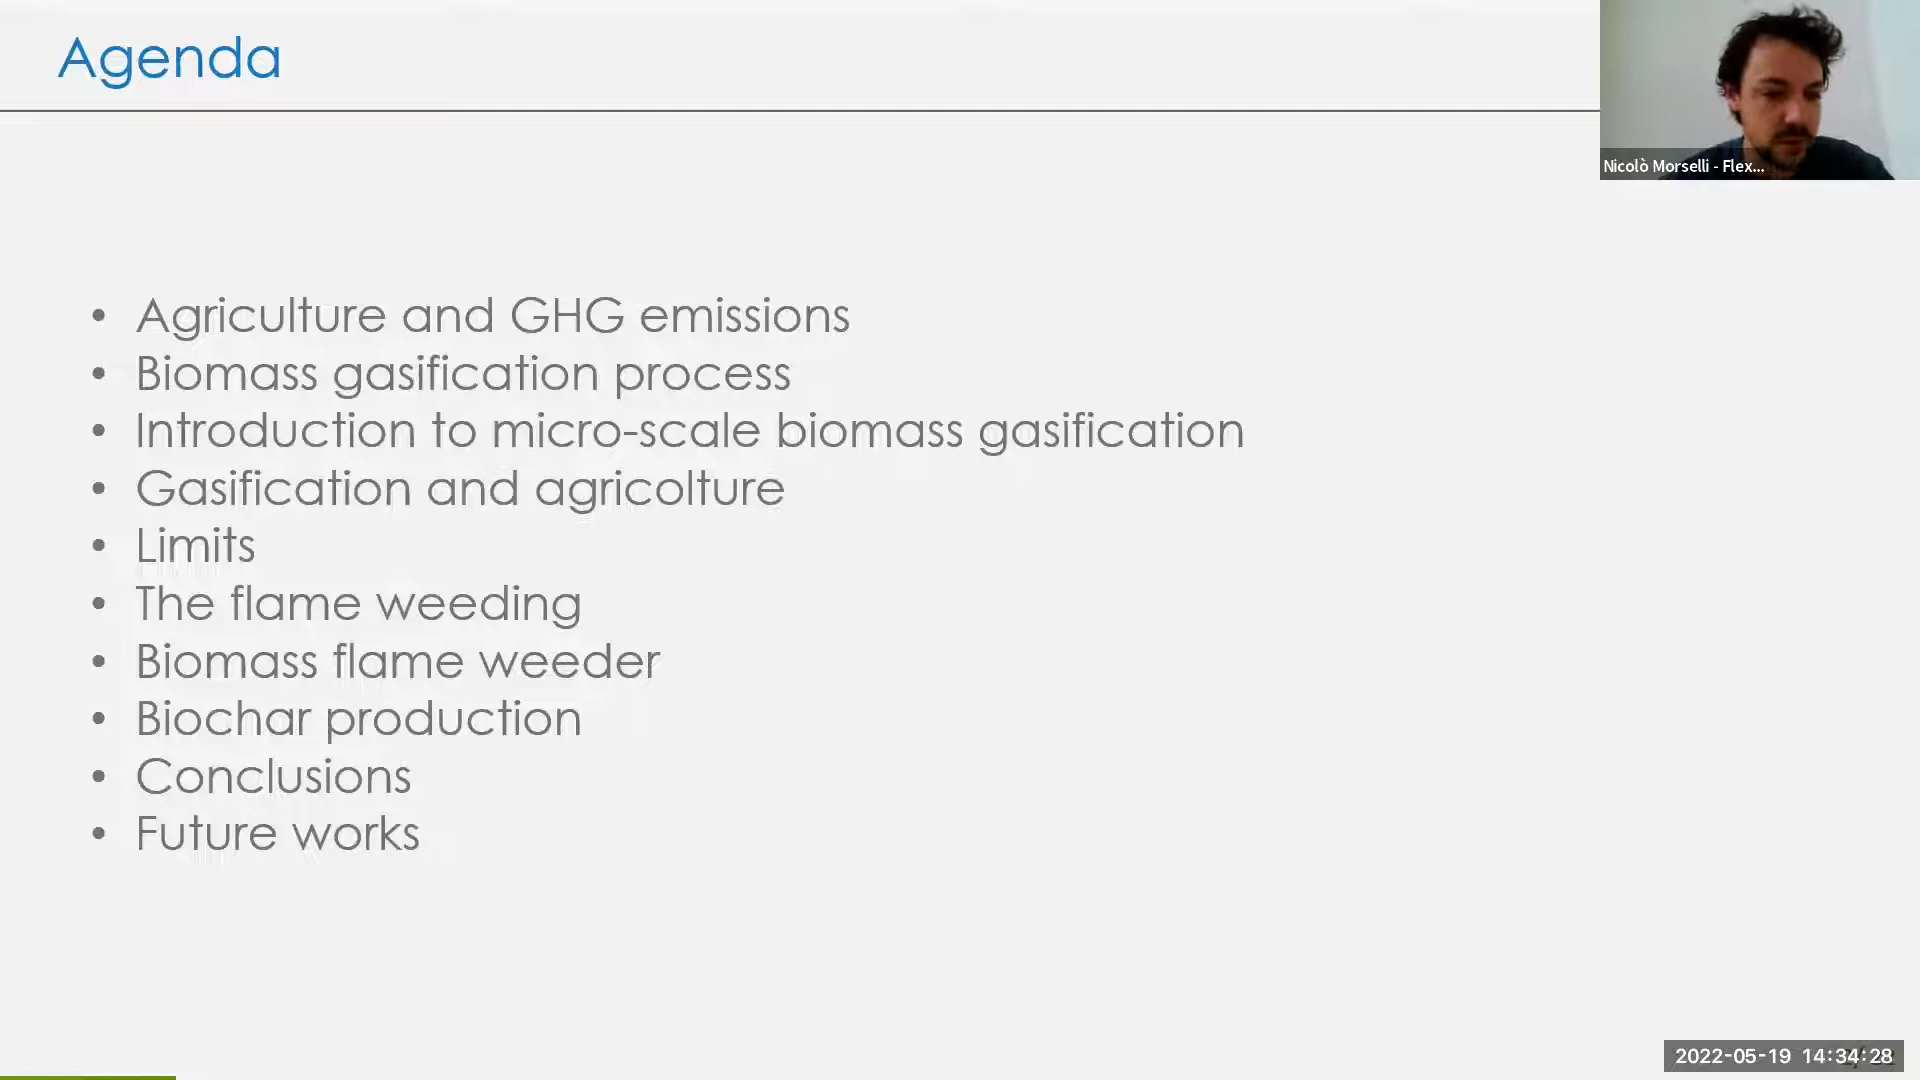 Agenda
Nicolò Morselli - Flex...
• Agriculture and GHG emissions
• Biomass gasification process
• Introduction to micro-scale biomass gasification
• Gasification and agricolture
• Limits
• The flame weeding
• Biomass flame weeder
• Biochar production
• Conclusions
• Future works
2022-05-19 14:34:28